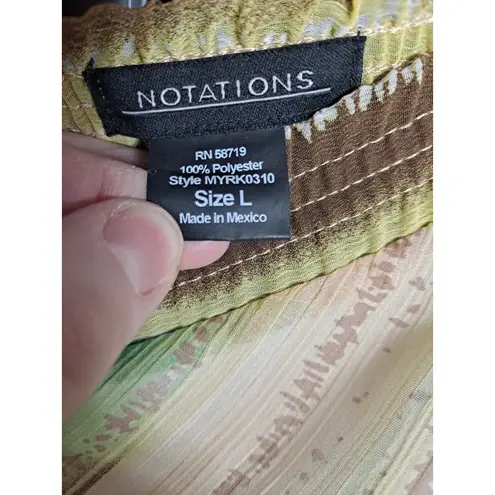 NOTATIONS
RN 58719
100% Polyester
Style MYRK0310
Size L
Made in Mexico